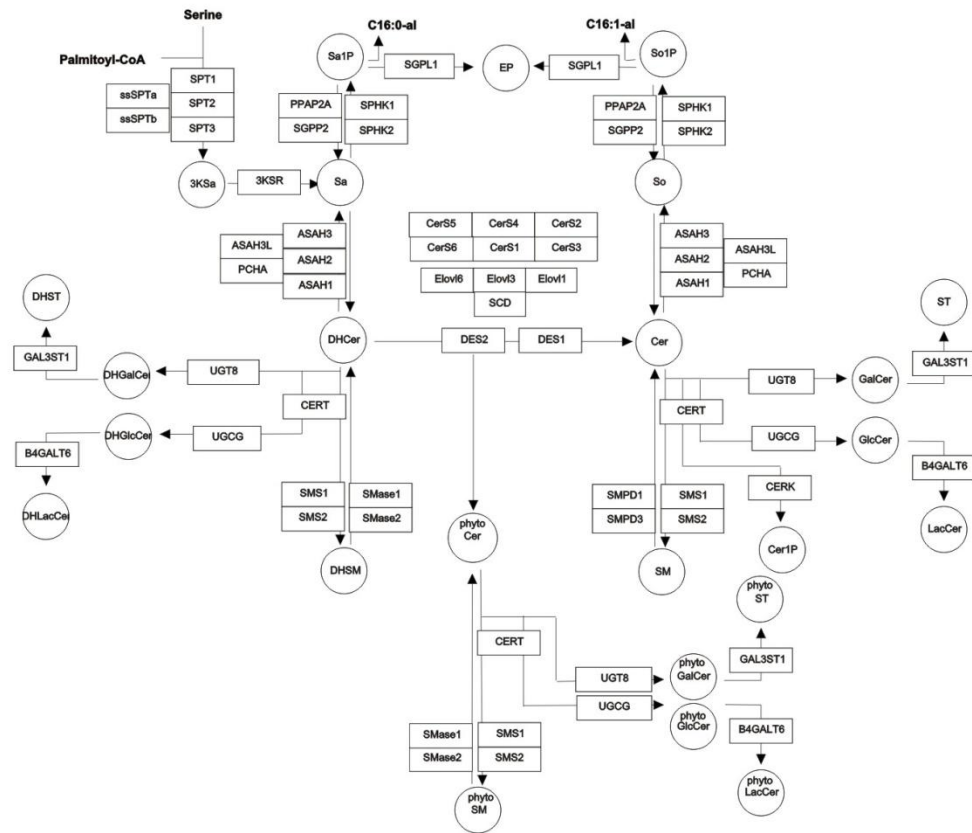 Serine
C16:0-al
C16:1-al
Palmitoyl-CoA
Sa1P
SGPL1
EP
SGPL1
So1P
ssSPTa
ssSPTb
SPT1
SPT2
SPT3
PPAP2A
SGPP2
SPHK1
SPHK2
PPAP2A
SGPP2
SPHK1
SPHK2
3KSa
3KSR
Sa
So
ASAH3L
PCHA
ASAH3
ASAH2
ASAH1
CerS5
CerS4
CerS2
CerS6
CerS1
CerS3
Elovl6
Elovl3
Elovl1
SCD
ASAH3
ASAH2
ASAH1
ASAH3L
PCHA
DHST
ST
DHCer
DES2
DES1
Cer
GAL3ST1
DHGalCer
UGT8
CERT
UGT8
GalCer
GAL3ST1
DHGlcCer
UGCG
CERT
UGCG
GlcCer
B4GALT6
B4GALT6
DHLacCer
SMS1
SMS2
SMase1
SMase2
SMPD1
SMPD3
SMS1
SMS2
CERK
LacCer
phyto
Cer
Cer1P
DHSM
SM
phyto
ST
CERT
GAL3ST1
UGT8
phyto
GalCer
UGCG
phyto
GlcCer
SMase1
SMase2
SMS1
SMS2
B4GALT6
phyto
SM
phyto
LacCer